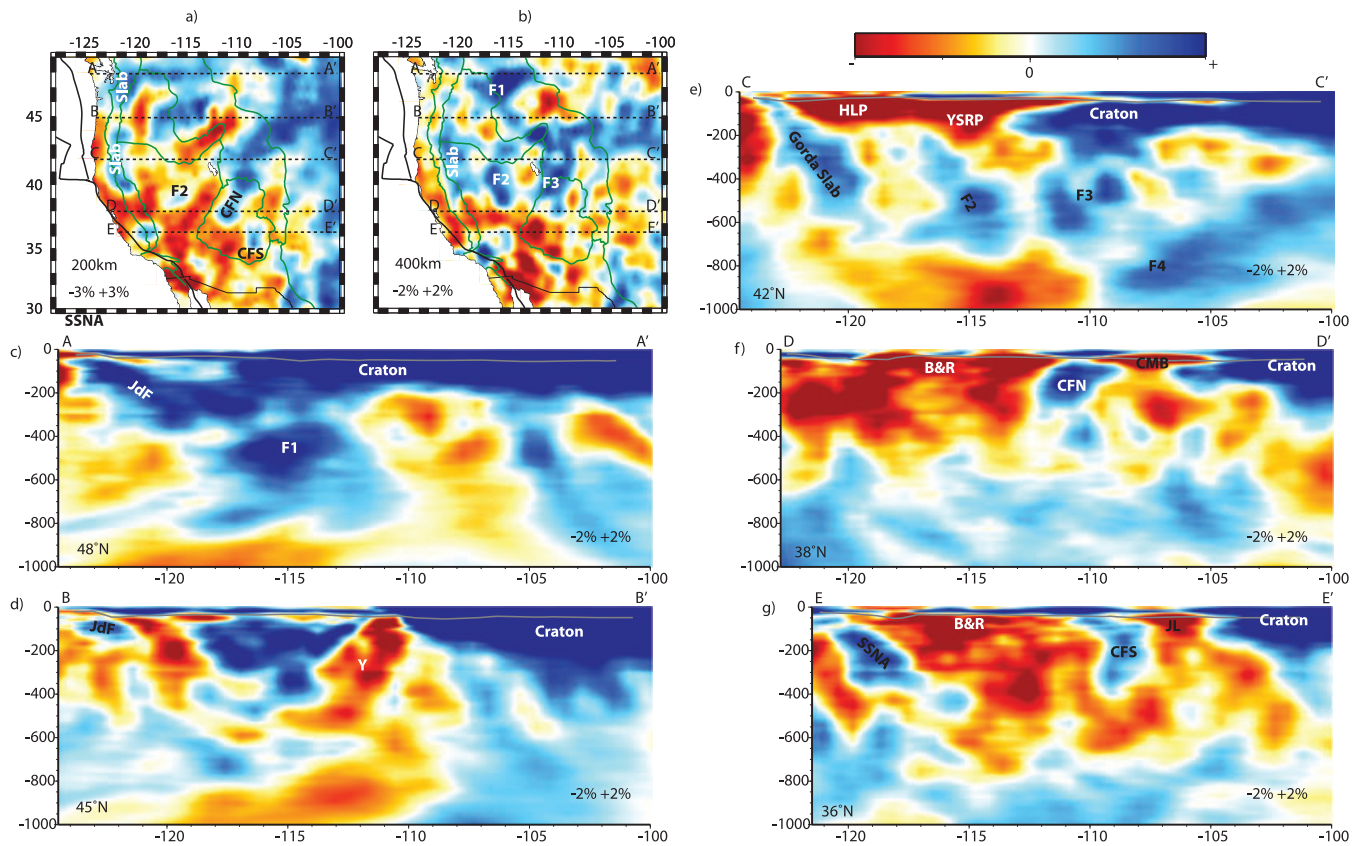 a)
b)
-125 -120 -115 -110 -105 -100
-125 -120 -115 -110 -105 -100
- 0 +
45
40
35
30
A A'
B B'
C C'
D D'
E E'
Slab
Slab
F2
CFN
CFS
200km
-3% +3%
SSNA
A'
B'
C'
D'
E'
B
C
D
E
F1
Slab
F2
F3
400km
-2% +2%
c)
A A'
0
-200
-400
-600
-800
-1000
JdF
Craton
F1
48°N
-2% +2%
-120 -115 -110 -105 -100
d)
B B'
0
-200
-400
-600
-800
-1000
JdF
Y
Craton
45°N
-2% +2%
-120 -115 -110 -105 -100
e)
C C'
0
-200
-400
-600
-800
-1000
HLP
YSRP
Craton
Gorda Slab
F2
F3
F4
42°N
-2% +2%
-120 -115 -110 -105 -100
f)
D D'
0
-200
-400
-600
-800
-1000
B&R
CFN
CMB
Craton
38°N
-2% +2%
-120 -115 -110 -105 -100
g)
E E'
0
-200
-400
-600
-800
-1000
SSNA
B&R
CFS
JL
Craton
36°N
-2% +2%
-120 -115 -110 -105 -100